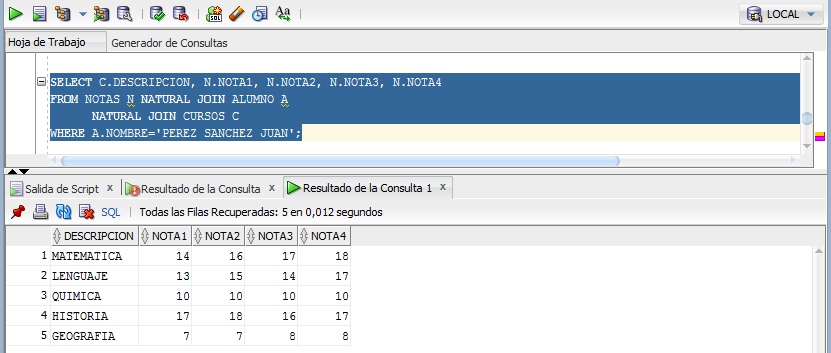 SQL
Aa
LOCAL
Hoja de Trabajo Generador de Consultas
SELECT C.DESCRIPCION, N.NOTA1, N.NOTA2, N.NOTA3, N.NOTA4
FROM NOTAS N NATURAL JOIN ALUMNO A
NATURAL JOIN CURSOS C
WHERE A.NOMBRE='PEREZ SANCHEZ JUAN';
Salida de Script x Resultado de la Consulta x Resultado de la Consulta 1 x
SQL | Todas las Filas Recuperadas: 5 en 0,012 segundos
DESCRIPCION NOTA1 NOTA2 NOTA3 NOTA4
1 MATEMATICA 14 16 17 18
2 LENGUAJE 13 15 14 17
3 QUIMICA 10 10 10 10
4 HISTORIA 17 18 16 17
5 GEOGRAFIA 7 7 8 8